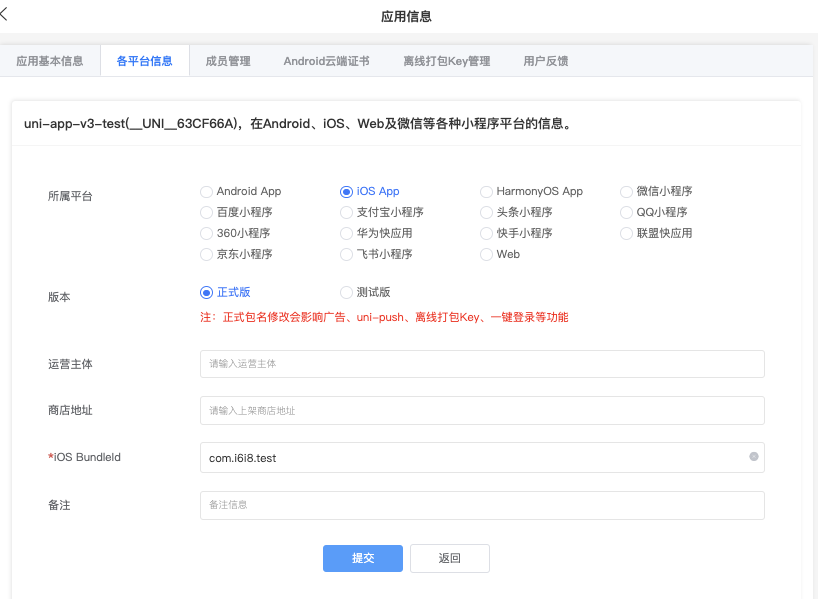 应用信息
应用基本信息 各平台信息 成员管理 Android云端证书 离线打包Key管理 用户反馈
uni-app-v3-test(__UNI__63CF66A)，在Android、iOS、Web及微信等各种小程序平台的信息。
所属平台 Android App iOS App HarmonyOS App 微信小程序
百度小程序 支付宝小程序 头条小程序 QQ小程序
360小程序 华为快应用 快手小程序 联盟快应用
京东小程序 飞书小程序 Web
版本 正式版 测试版
注：正式包名修改会影响广告、uni-push、离线打包Key、一键登录等功能
运营主体 请输入运营主体
商店地址 请输入上架商店地址
*iOS BundleId com.i6i8.test
备注 备注信息
提交 返回